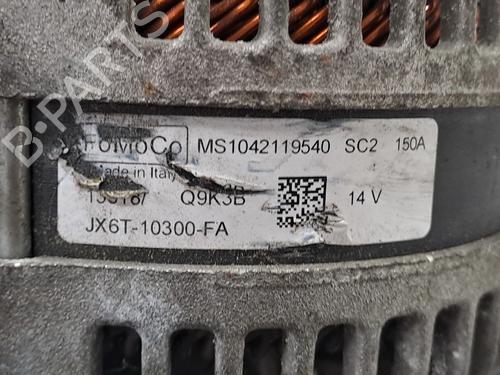 B-PARTS
FoMoCo MS1042119540 SC2 150A
Made in Italy
Q9K3B 14 V
JX6T-10300-FA